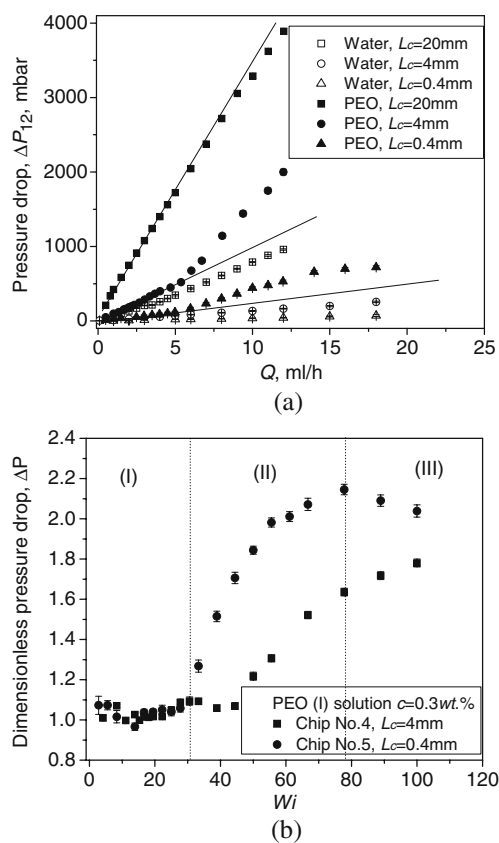 (a)
4000
3000
2000
1000
0
Pressure drop, ΔP12, mbar
Water, Lc=20mm
Water, Lc=4mm
Water, Lc=0.4mm
PEO, Lc=20mm
PEO, Lc=4mm
PEO, Lc=0.4mm
0 5 10 15 20 25
Q, ml/h
(a)
2.4
2.2
2.0
1.8
1.6
1.4
1.2
1.0
0.8
Dimensionless pressure drop, ΔP
(I) (II) (III)
PEO (I) solution c=0.3wt.%
Chip No.4, Lc=4mm
Chip No.5, Lc=0.4mm
0 20 40 60 80 100 120
Wi
(b)